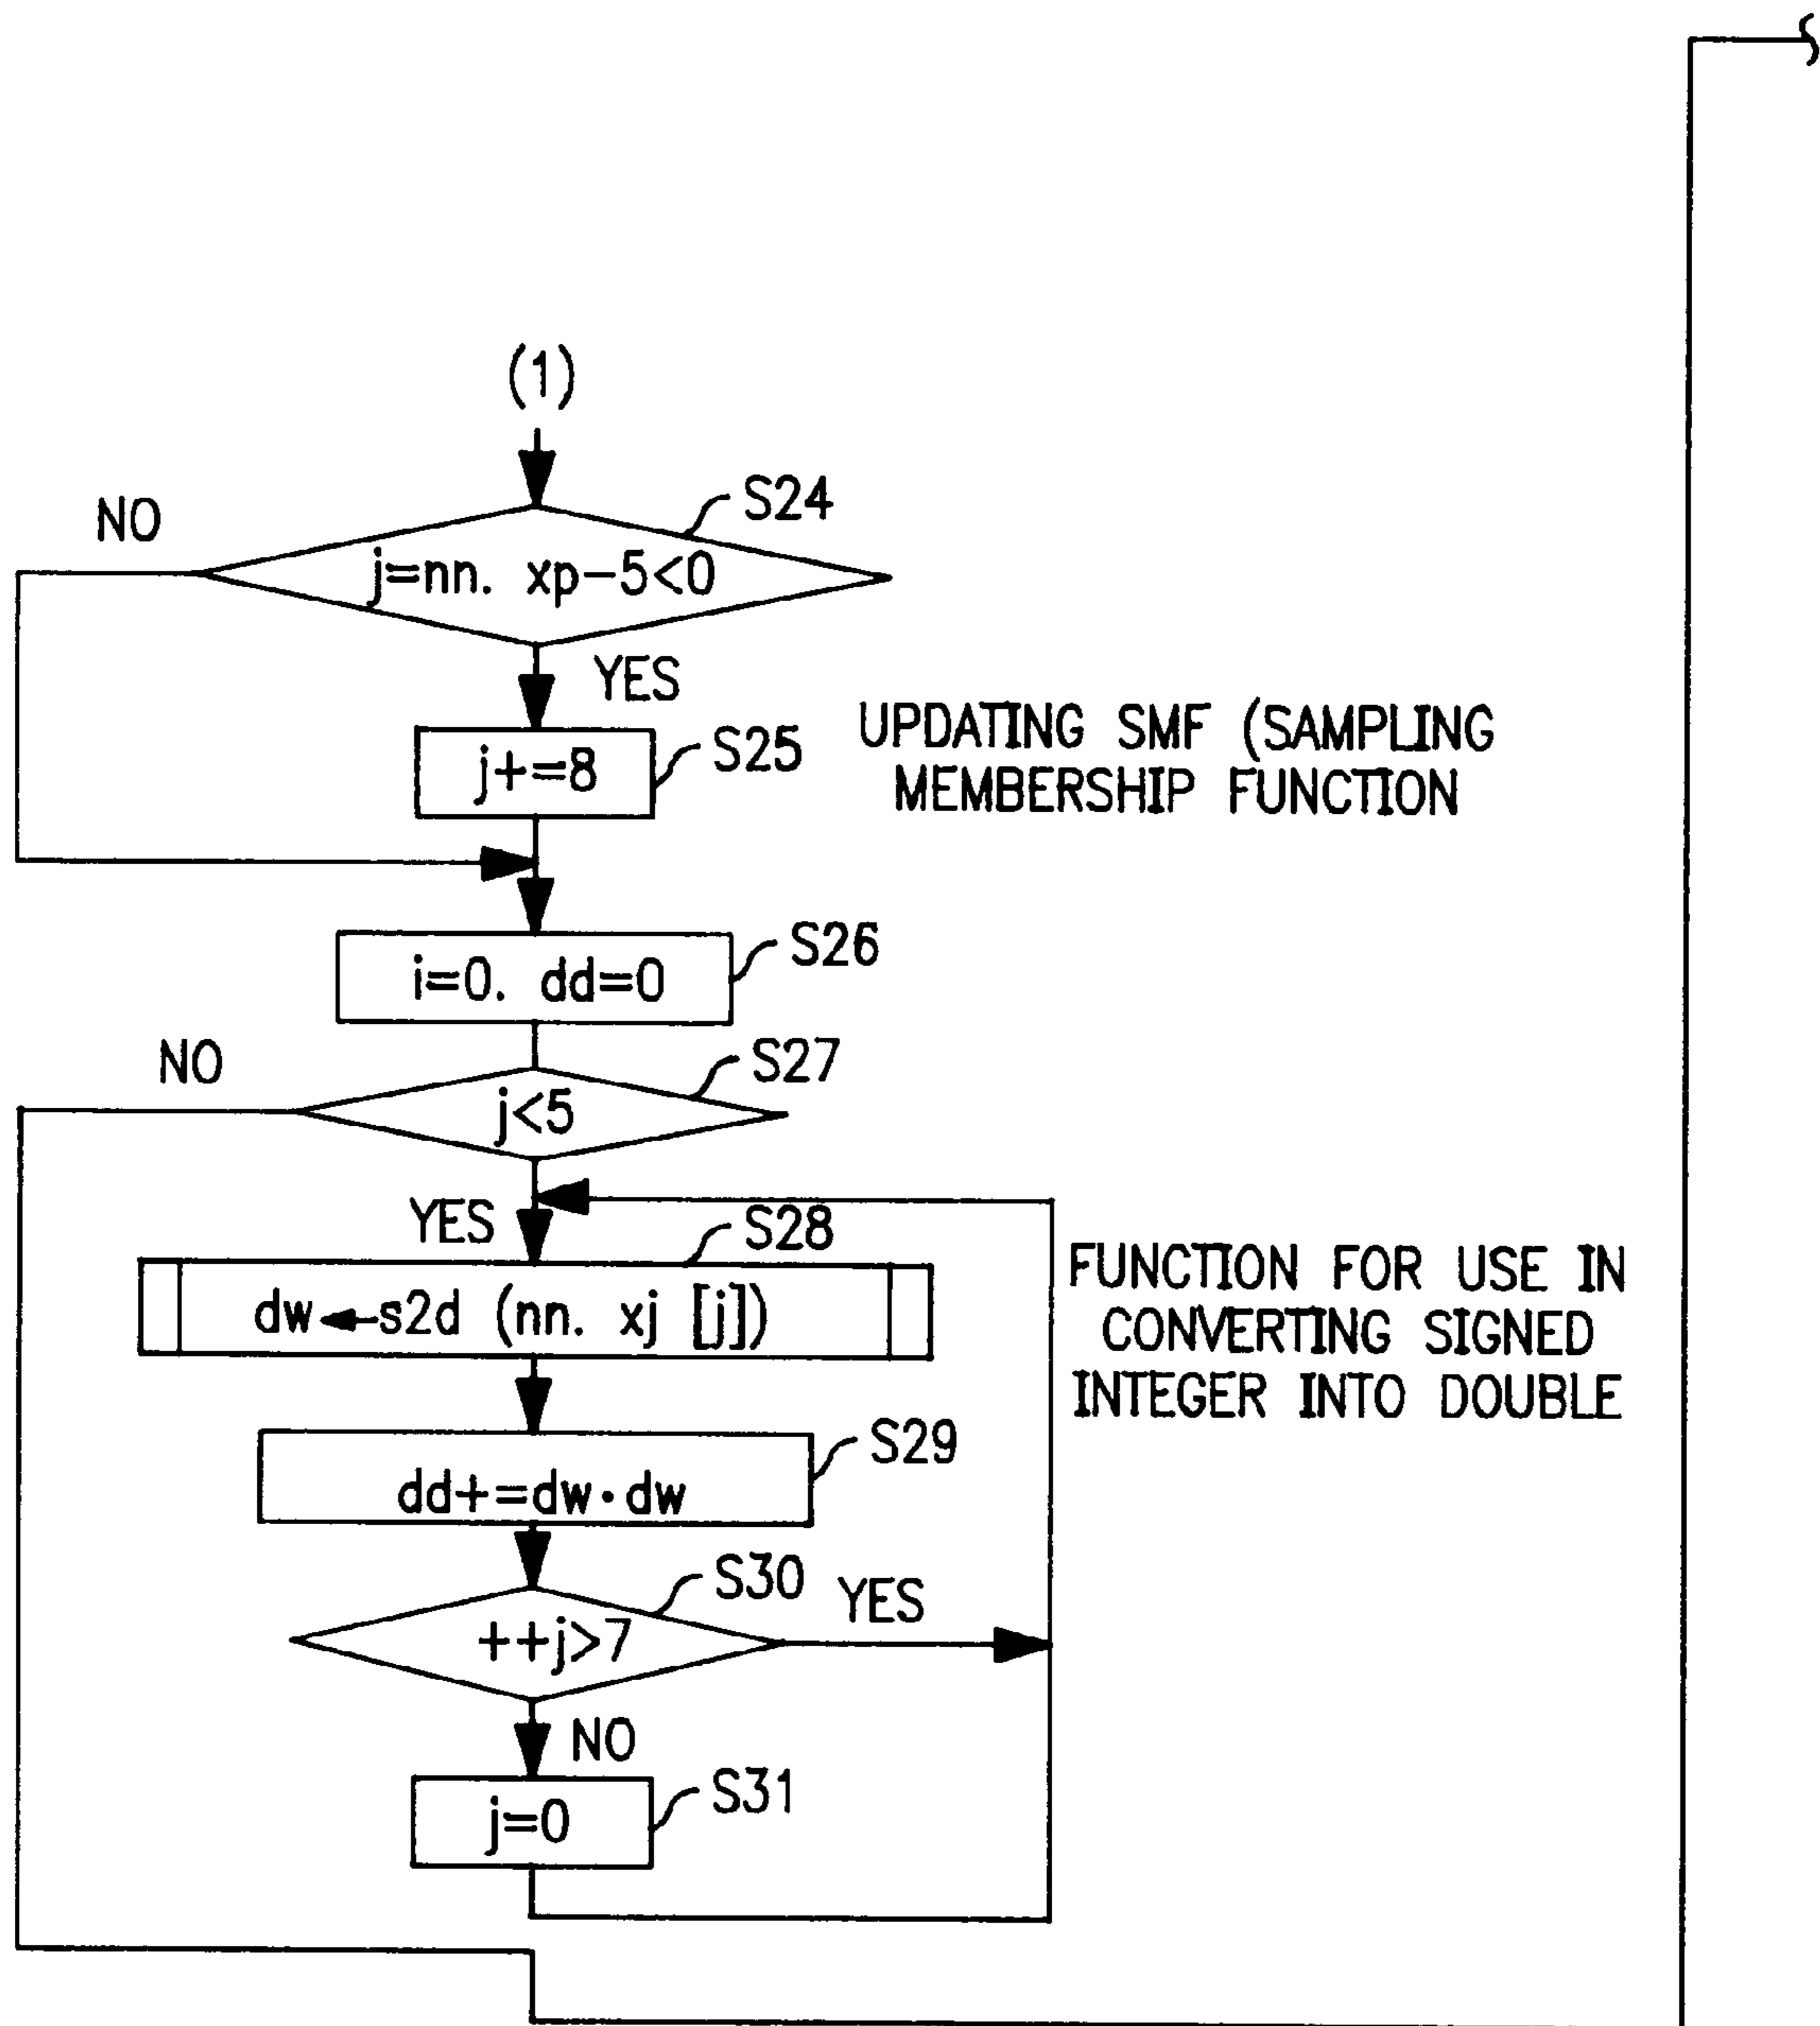 (1)
NO
S24
j=nn. xp-5<0
YES
j+=8
S25
UPDATING SMF (SAMPLING
MEMBERSHIP FUNCTION
i=0. dd=0
S26
NO
S27
j<5
YES
S28
dw←s2d (nn. xj [j])
FUNCTION FOR USE IN
CONVERTING SIGNED
INTEGER INTO DOUBLE
S29
dd+=dw·dw
S30
YES
++j>7
NO
S31
j=0